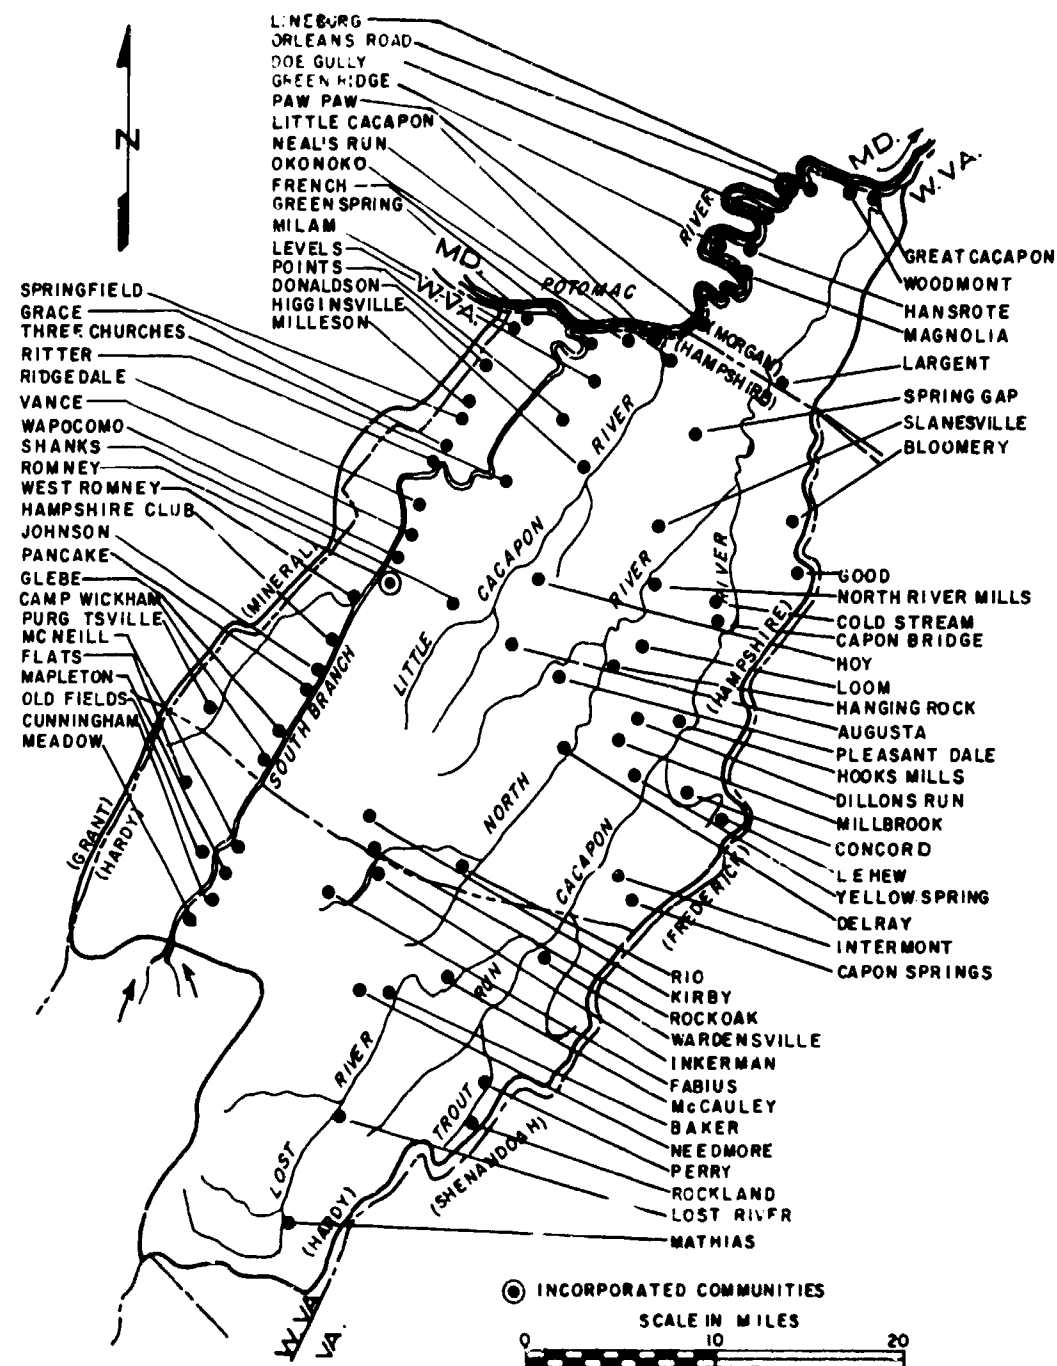 LINEBURG
ORLEANS ROAD
DOE GULLY
GREEN RIDGE
PAW PAW
LITTLE CACAPON
NEAL'S RUN
OKONOKO
FRENCH
GREEN SPRING
MILAM
LEVELS
POINTS
DONALDSON
HIGGINSVILLE
MILLESON
SPRINGFIELD
GRACE
THREE CHURCHES
RITTER
RIDGEDALE
VANCE
WAPOCOMO
SHANKS
ROMNEY
WEST ROMNEY
HAMPSHIRE CLUB
JOHNSON
PANCAKE
GLEBE
CAMP WICKHAM
PURG TSVILLE
MC NEILL
FLATS
MAPLETON
OLD FIELDS
CUNNINGHAM
MEADOW
N
MD.
W.VA.
MD.
W.VA.
POTOMAC
RIVER
(MORGAN)
(HAMPSHIRE)
GREAT CACAPON
WOODMONT
HANSROTE
MAGNOLIA
LARGENT
SPRING GAP
SLANESVILLE
BLOOMERY
GOOD
NORTH RIVER MILLS
COLD STREAM
CAPON BRIDGE
HOY
LOOM
HANGING ROCK
AUGUSTA
PLEASANT DALE
HOOKS MILLS
DILLONS RUN
MILLBROOK
CONCORD
LEHEW
YELLOW SPRING
DELRAY
INTERMONT
CAPON SPRINGS
RIO
KIRBY
ROCKOAK
WARDENSVILLE
INKERMAN
FABIUS
McCAULEY
BAKER
NEEDMORE
PERRY
ROCKLAND
LOST RIVER
MATHIAS
(MINERAL)
(GRANT)
(HARDY)
SOUTH BRANCH
LITTLE CACAPON RIVER
NORTH RIVER
CACAPON RIVER
(HAMPSHIRE)
(FREDERICK)
LOST RIVER
TROUT RUN
(HARDY)
(SHENANDOAH)
W.VA
VA.
INCORPORATED COMMUNITIES
SCALE IN MILES
0 10 20